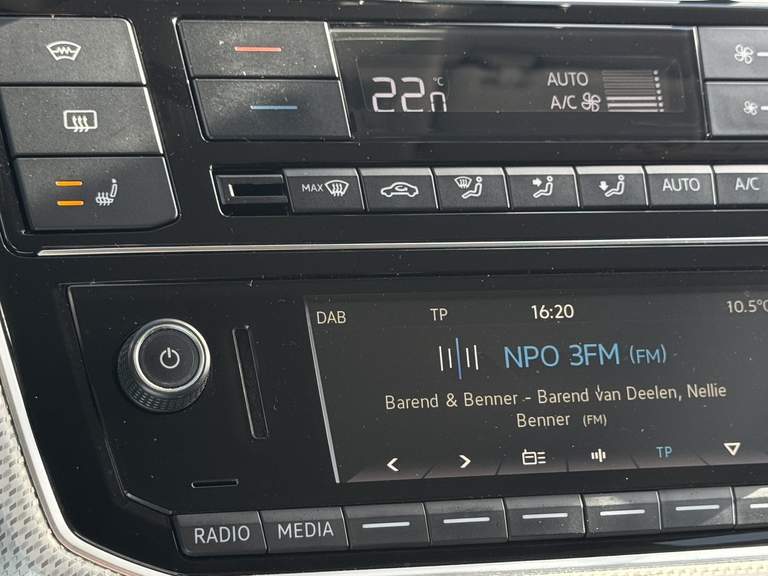 22.0 °C
AUTO
A/C
MAX
AUTO
A/C
DAB TP 16:20 10.5°C
NPO 3FM (FM)
Barend & Benner - Barend van Deelen, Nellie
Benner (FM)
TP
RADIO MEDIA